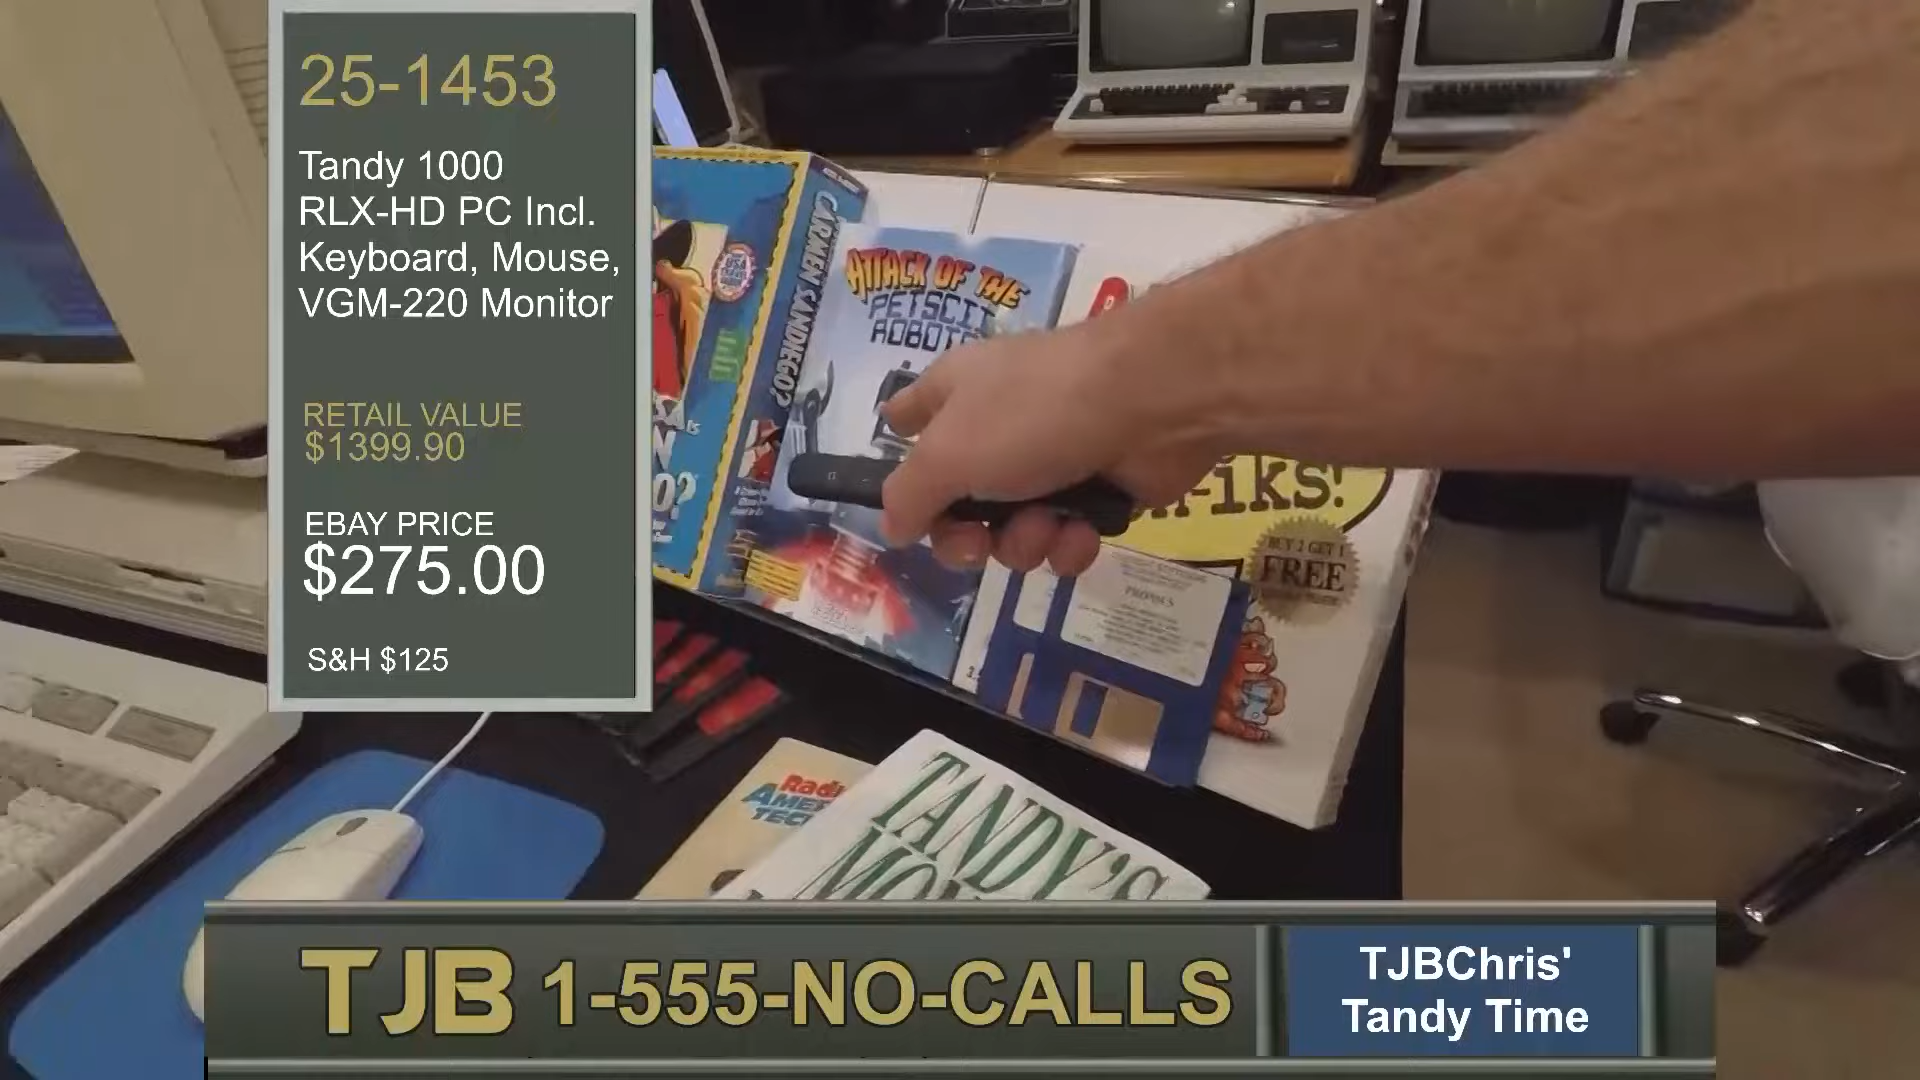 25-1453
Tandy 1000
RLX-HD PC Incl.
Keyboard, Mouse,
VGM-220 Monitor
RETAIL VALUE
$1399.90
EBAY PRICE
$275.00
S&H $125
CARMEN SANDIEGO?
ATTACK OF THE
PETSCII
ROBOTS
-iks!
BUY 2 GET 1
FREE
TANDY'S
TJB 1-555-NO-CALLS
TJBChris'
Tandy Time